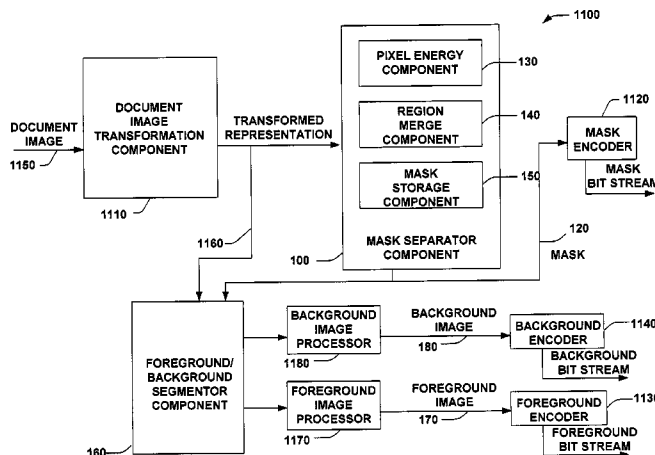 1100
PIXEL ENERGY
COMPONENT
130
REGION
MERGE
COMPONENT
140
MASK
STORAGE
COMPONENT
150
MASK SEPARATOR
COMPONENT
100
DOCUMENT
IMAGE
1150
DOCUMENT
IMAGE
TRANSFORMATION
COMPONENT
1110
TRANSFORMED
REPRESENTATION
1160
1120
MASK
ENCODER
MASK
BIT STREAM
120
MASK
FOREGROUND/
BACKGROUND
SEGMENTOR
COMPONENT
160
BACKGROUND
IMAGE
PROCESSOR
1180
BACKGROUND
IMAGE
180
BACKGROUND
ENCODER
1140
BACKGROUND
BIT STREAM
FOREGROUND
IMAGE
PROCESSOR
1170
FOREGROUND
IMAGE
170
FOREGROUND
ENCODER
1130
FOREGROUND
BIT STREAM